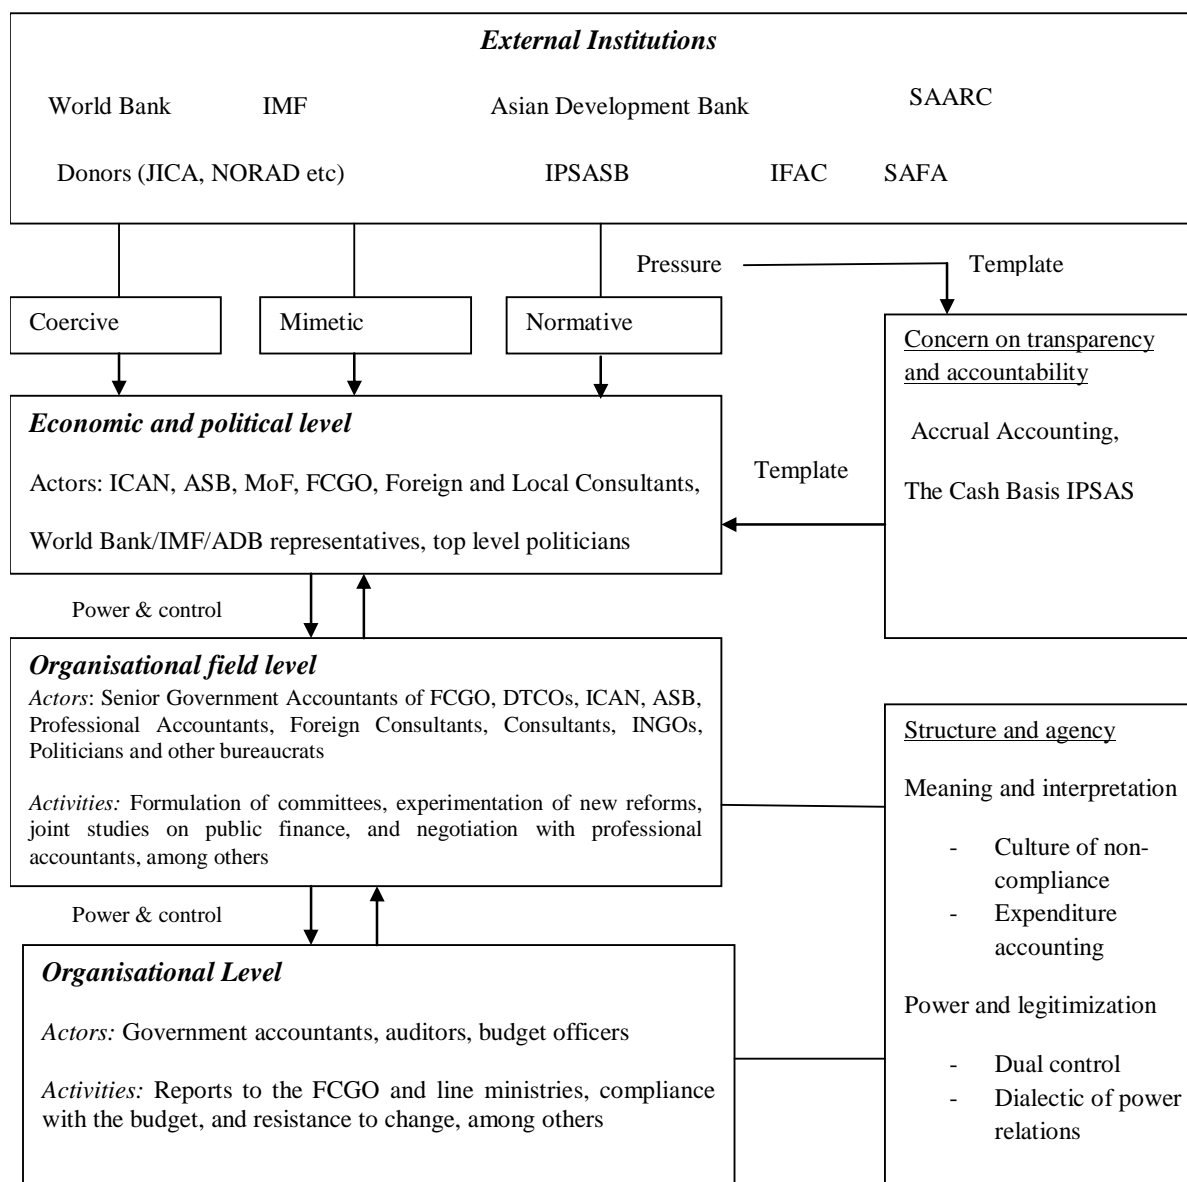 External Institutions
World Bank IMF Asian Development Bank SAARC
Donors (JICA, NORAD etc) IPSASB IFAC SAFA
Pressure Template
Coercive Mimetic Normative
Concern on transparency
and accountability
Accrual Accounting,
The Cash Basis IPSAS
Economic and political level
Actors: ICAN, ASB, MoF, FCGO, Foreign and Local Consultants,
World Bank/IMF/ADB representatives, top level politicians
Template
Power & control
Organisational field level
Actors: Senior Government Accountants of FCGO, DTCOs, ICAN, ASB,
Professional Accountants, Foreign Consultants, Consultants, INGOs,
Politicians and other bureaucrats
Activities: Formulation of committees, experimentation of new reforms,
joint studies on public finance, and negotiation with professional
accountants, among others
Power & control
Organisational Level
Actors: Government accountants, auditors, budget officers
Activities: Reports to the FCGO and line ministries, compliance
with the budget, and resistance to change, among others
Structure and agency
Meaning and interpretation
- Culture of non-
compliance
- Expenditure
accounting
Power and legitimization
- Dual control
- Dialectic of power
relations